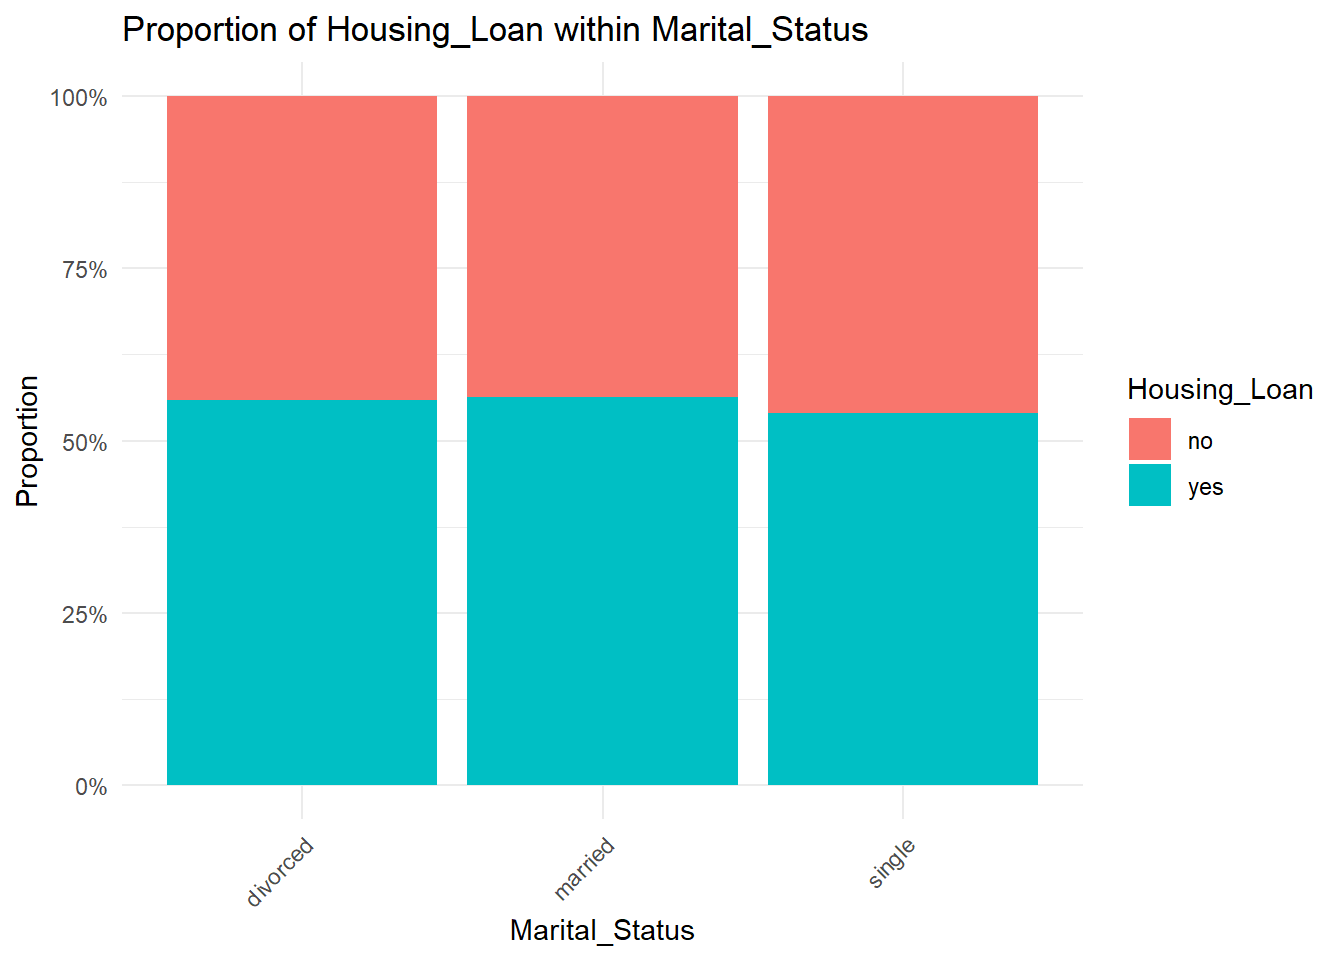 Proportion of Housing_Loan within Marital_Status
100%
75%
50%
25%
0%
Proportion
divorced
married
single
Marital_Status
Housing_Loan
no
yes